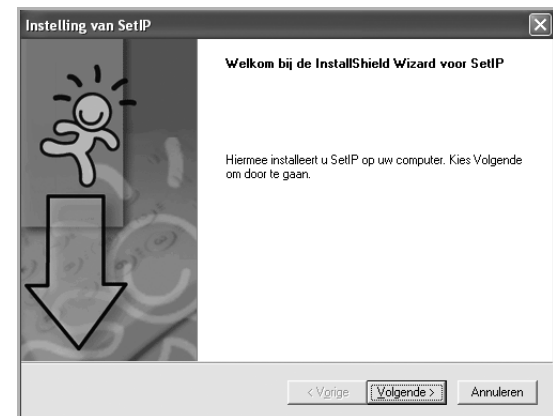 Instelling van SetIP
Welkom bij de InstallShield Wizard voor SetIP
Hiermee installeert u SetIP op uw computer. Kies Volgende
om door te gaan.
< Vorige
Volgende >
Annuleren